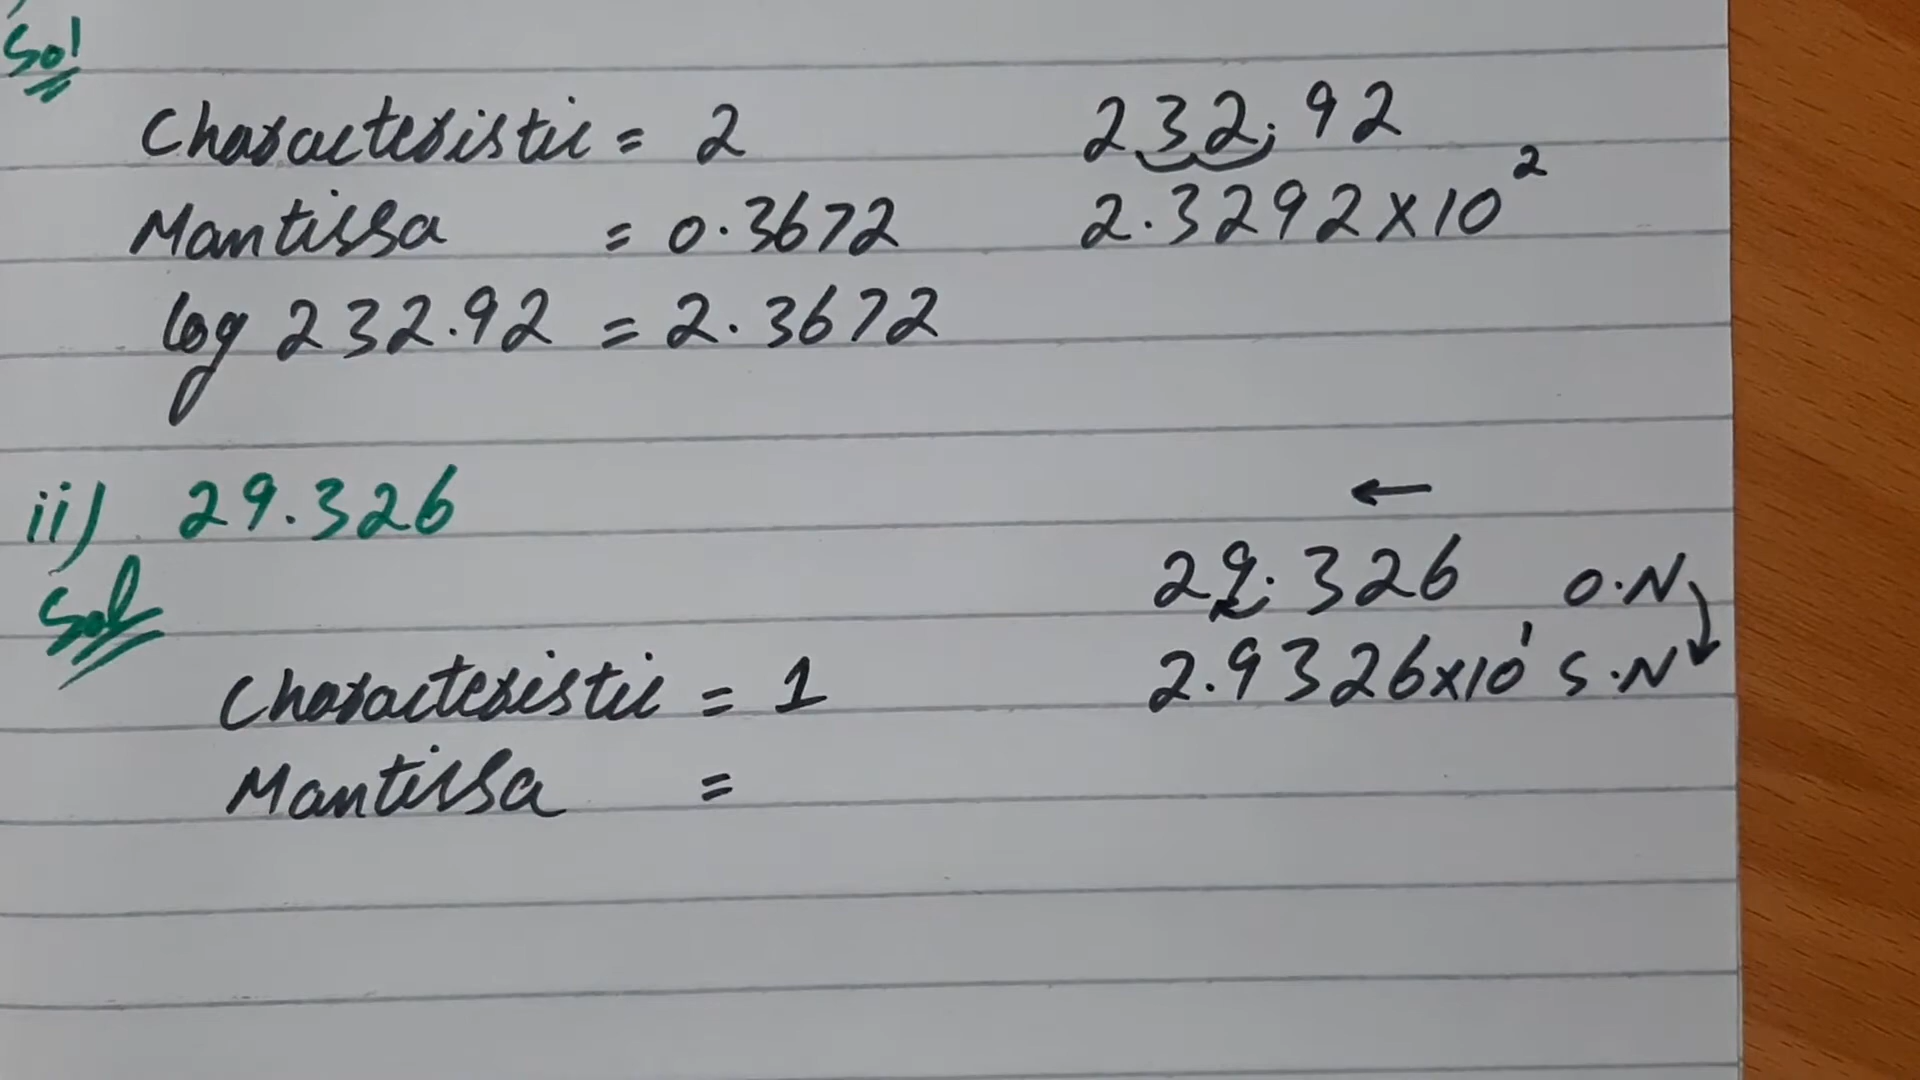 Sol
Characteristic = 2
232.92
Mantissa = 0.3672
2.3292×10²
log 232.92 = 2.3672
ii) 29.326
←
29.326 O.N
Sol
2.9326×10¹ S.N
Characteristic = 1
Mantissa =